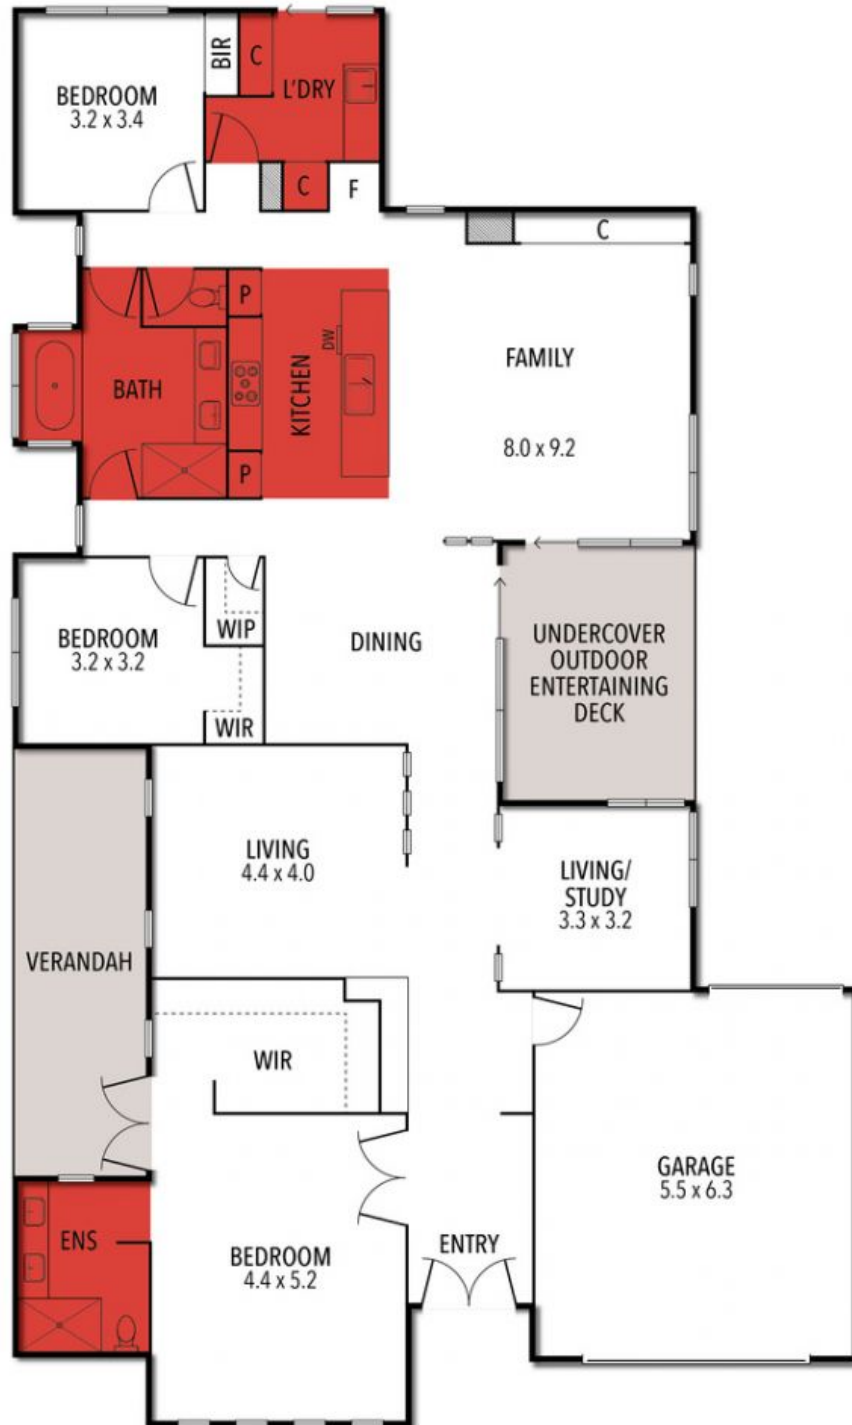 BIR
C
BEDROOM
3.2 x 3.4
L'DRY
C
F
C
P
DW
KITCHEN
FAMILY
BATH
8.0 x 9.2
P
BEDROOM
3.2 x 3.2
WIP
WIR
DINING
UNDERCOVER
OUTDOOR
ENTERTAINING
DECK
LIVING
4.4 x 4.0
LIVING/
STUDY
3.3 x 3.2
VERANDAH
WIR
GARAGE
5.5 x 6.3
ENS
BEDROOM
4.4 x 5.2
ENTRY